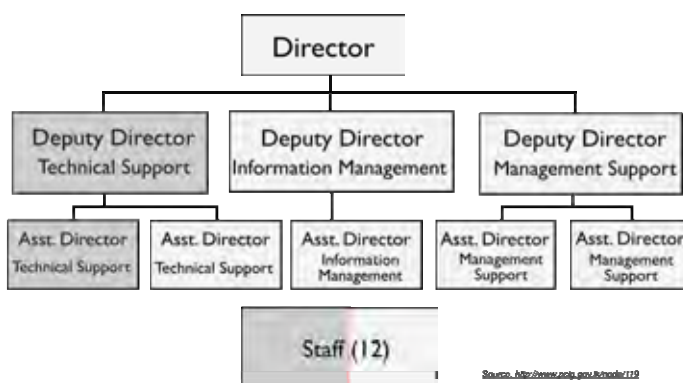 Director
Deputy Director
Technical Support
Deputy Director
Information Management
Deputy Director
Management Support
Asst. Director
Technical Support
Asst. Director
Technical Support
Asst. Director
Information
Management
Asst. Director
Management
Support
Asst. Director
Management
Support
Staff (12)
Source.